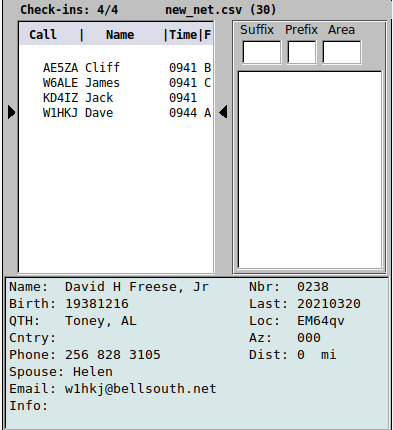 Check-ins: 4/4 new_net.csv (30)
Call | Name |Time|F
Suffix Prefix Area
AE5ZA Cliff 0941 B
W6ALE James 0941 C
KD4IZ Jack 0941
W1HKJ Dave 0944 A
Name: David H Freese, Jr Nbr: 0238
Birth: 19381216 Last: 20210320
QTH: Toney, AL Loc: EM64qv
Cntry: Az: 000
Phone: 256 828 3105 Dist: 0 mi
Spouse: Helen
Email: w1hkj@bellsouth.net
Info: